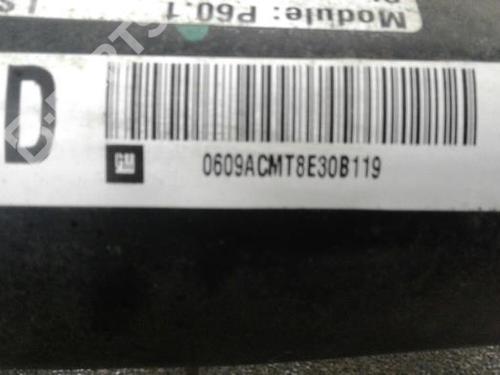 Module: P60.1
D
GM
0609ACMT8E30B119